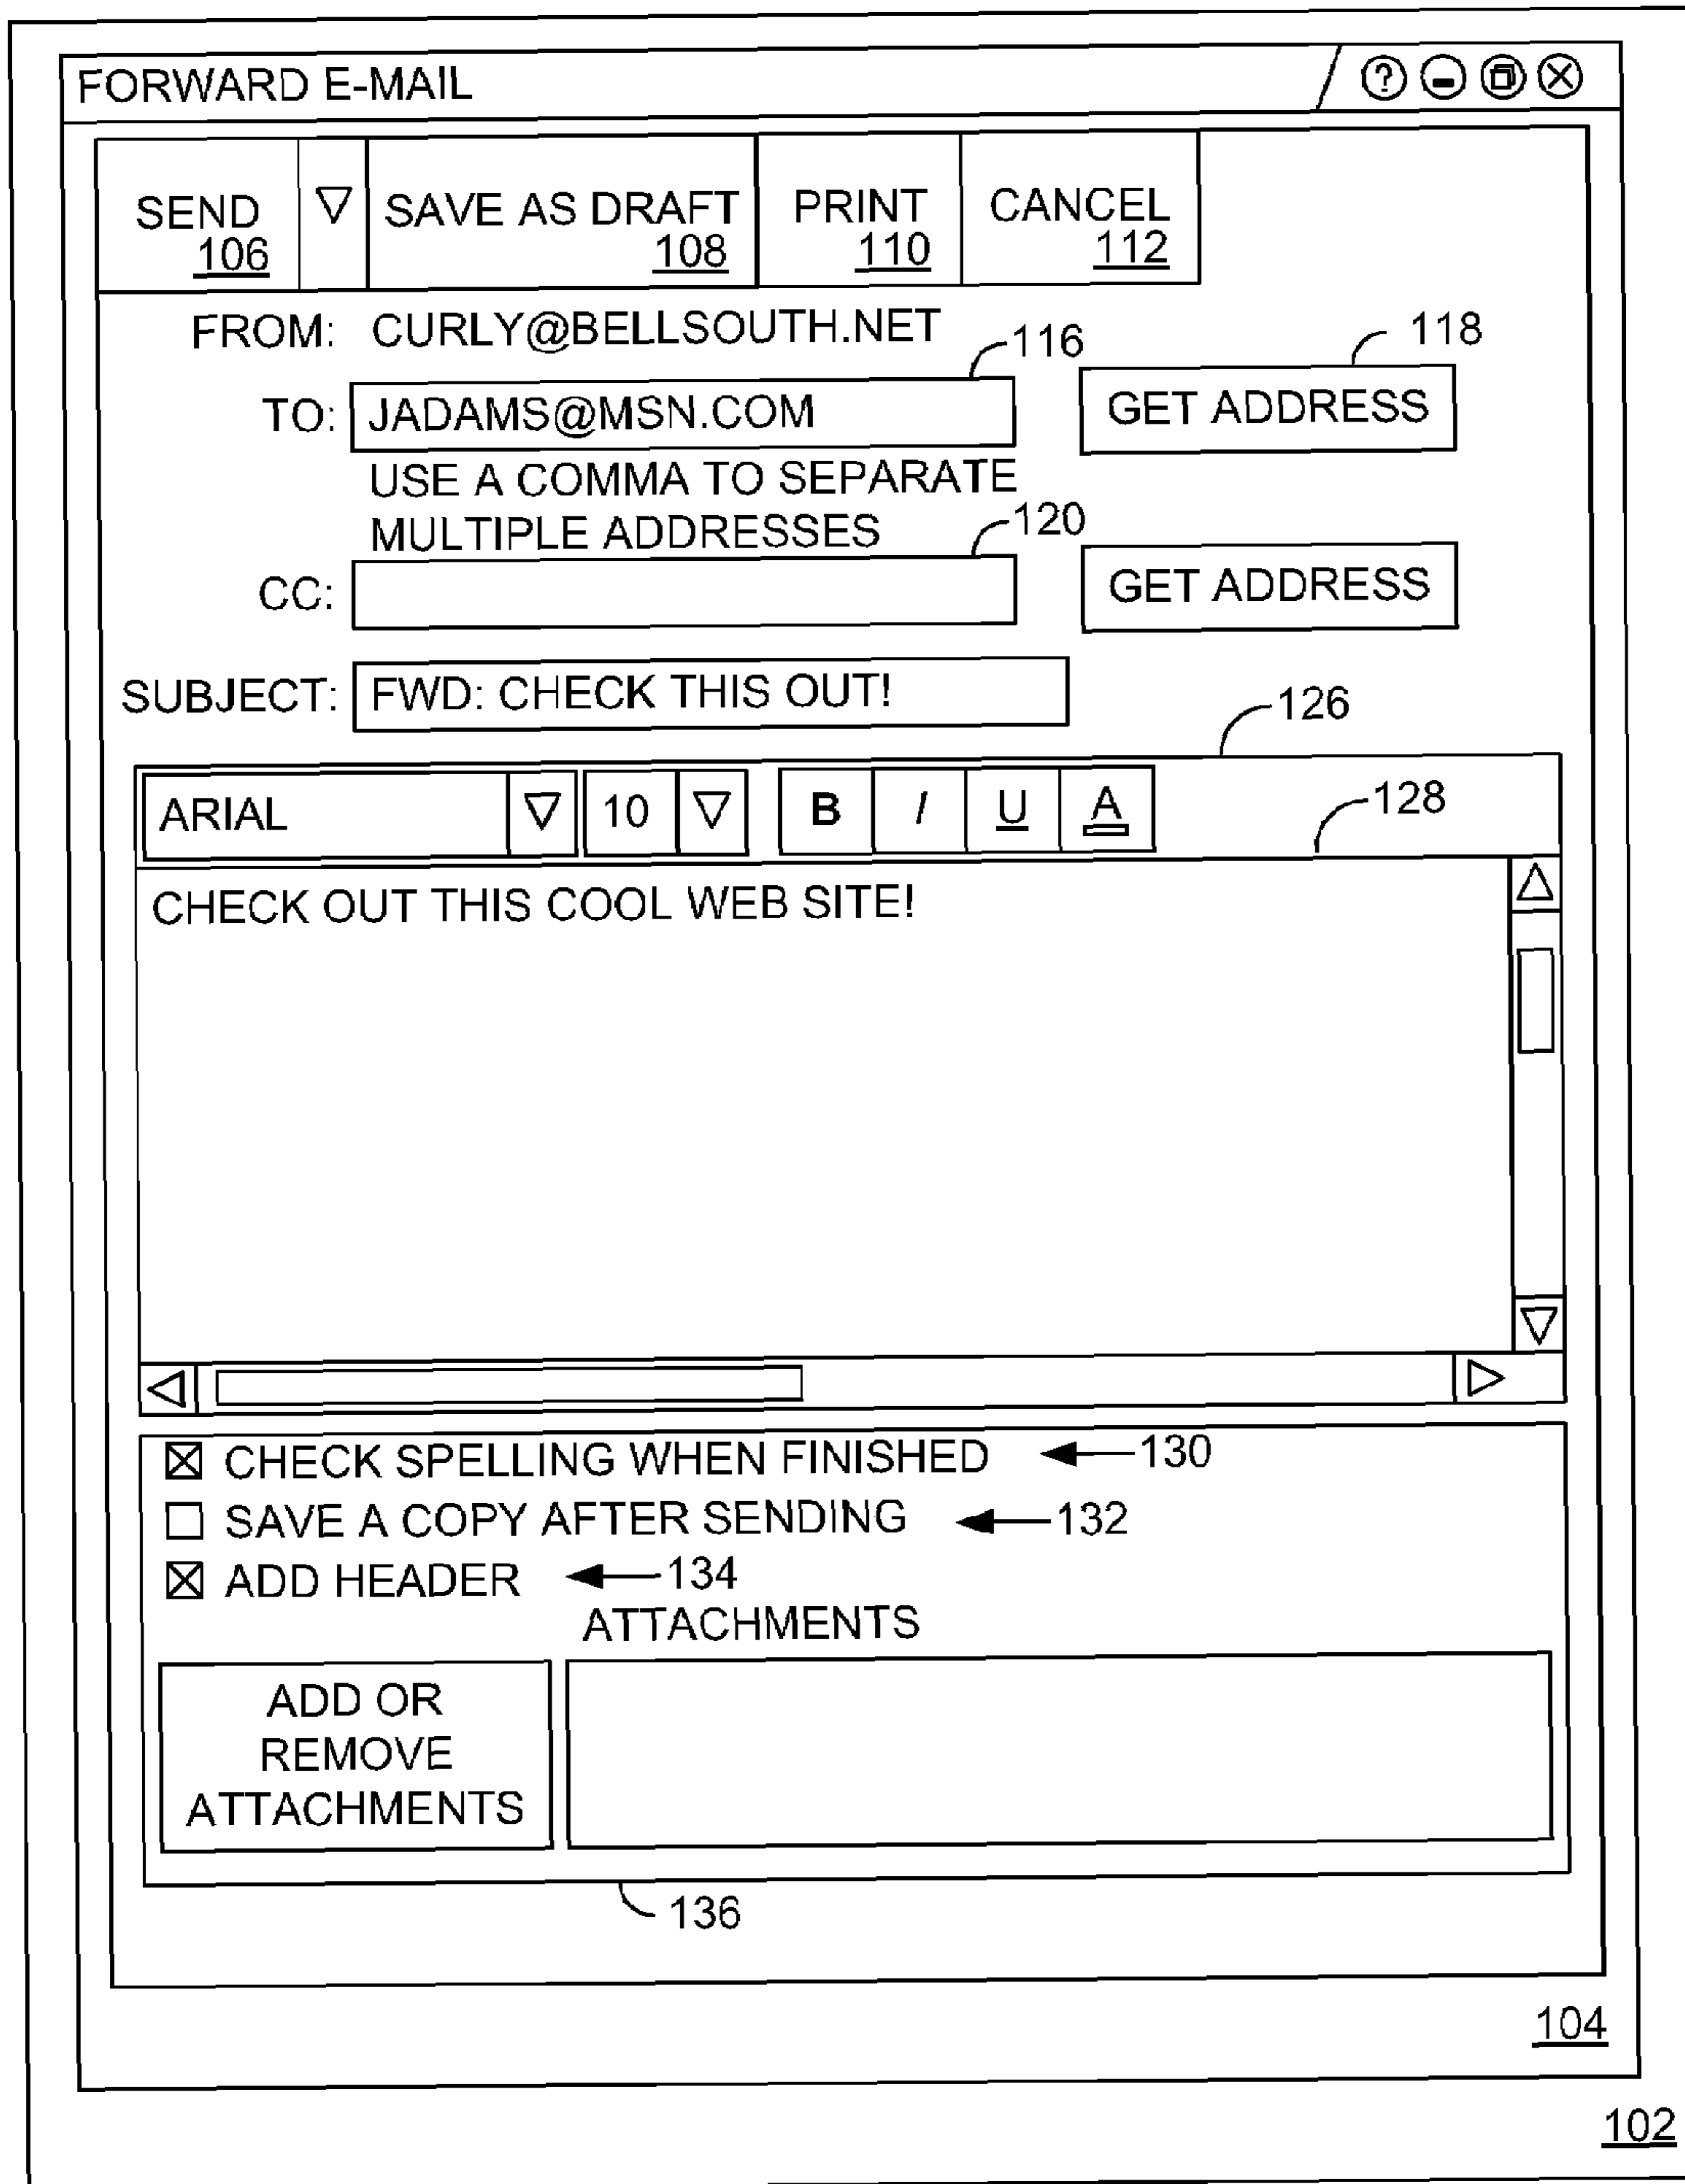 FORWARD E-MAIL ?
SEND SAVE AS DRAFT PRINT CANCEL
106 108 110 112
FROM: CURLY@BELLSOUTH.NET
116 118
TO: JADAMS@MSN.COM GET ADDRESS
USE A COMMA TO SEPARATE
MULTIPLE ADDRESSES
120
CC: GET ADDRESS
SUBJECT: FWD: CHECK THIS OUT!
126
ARIAL 10 B I U A
128
CHECK OUT THIS COOL WEB SITE!
CHECK SPELLING WHEN FINISHED 130
SAVE A COPY AFTER SENDING 132
ADD HEADER 134
ATTACHMENTS
ADD OR
REMOVE
ATTACHMENTS
136
104
102